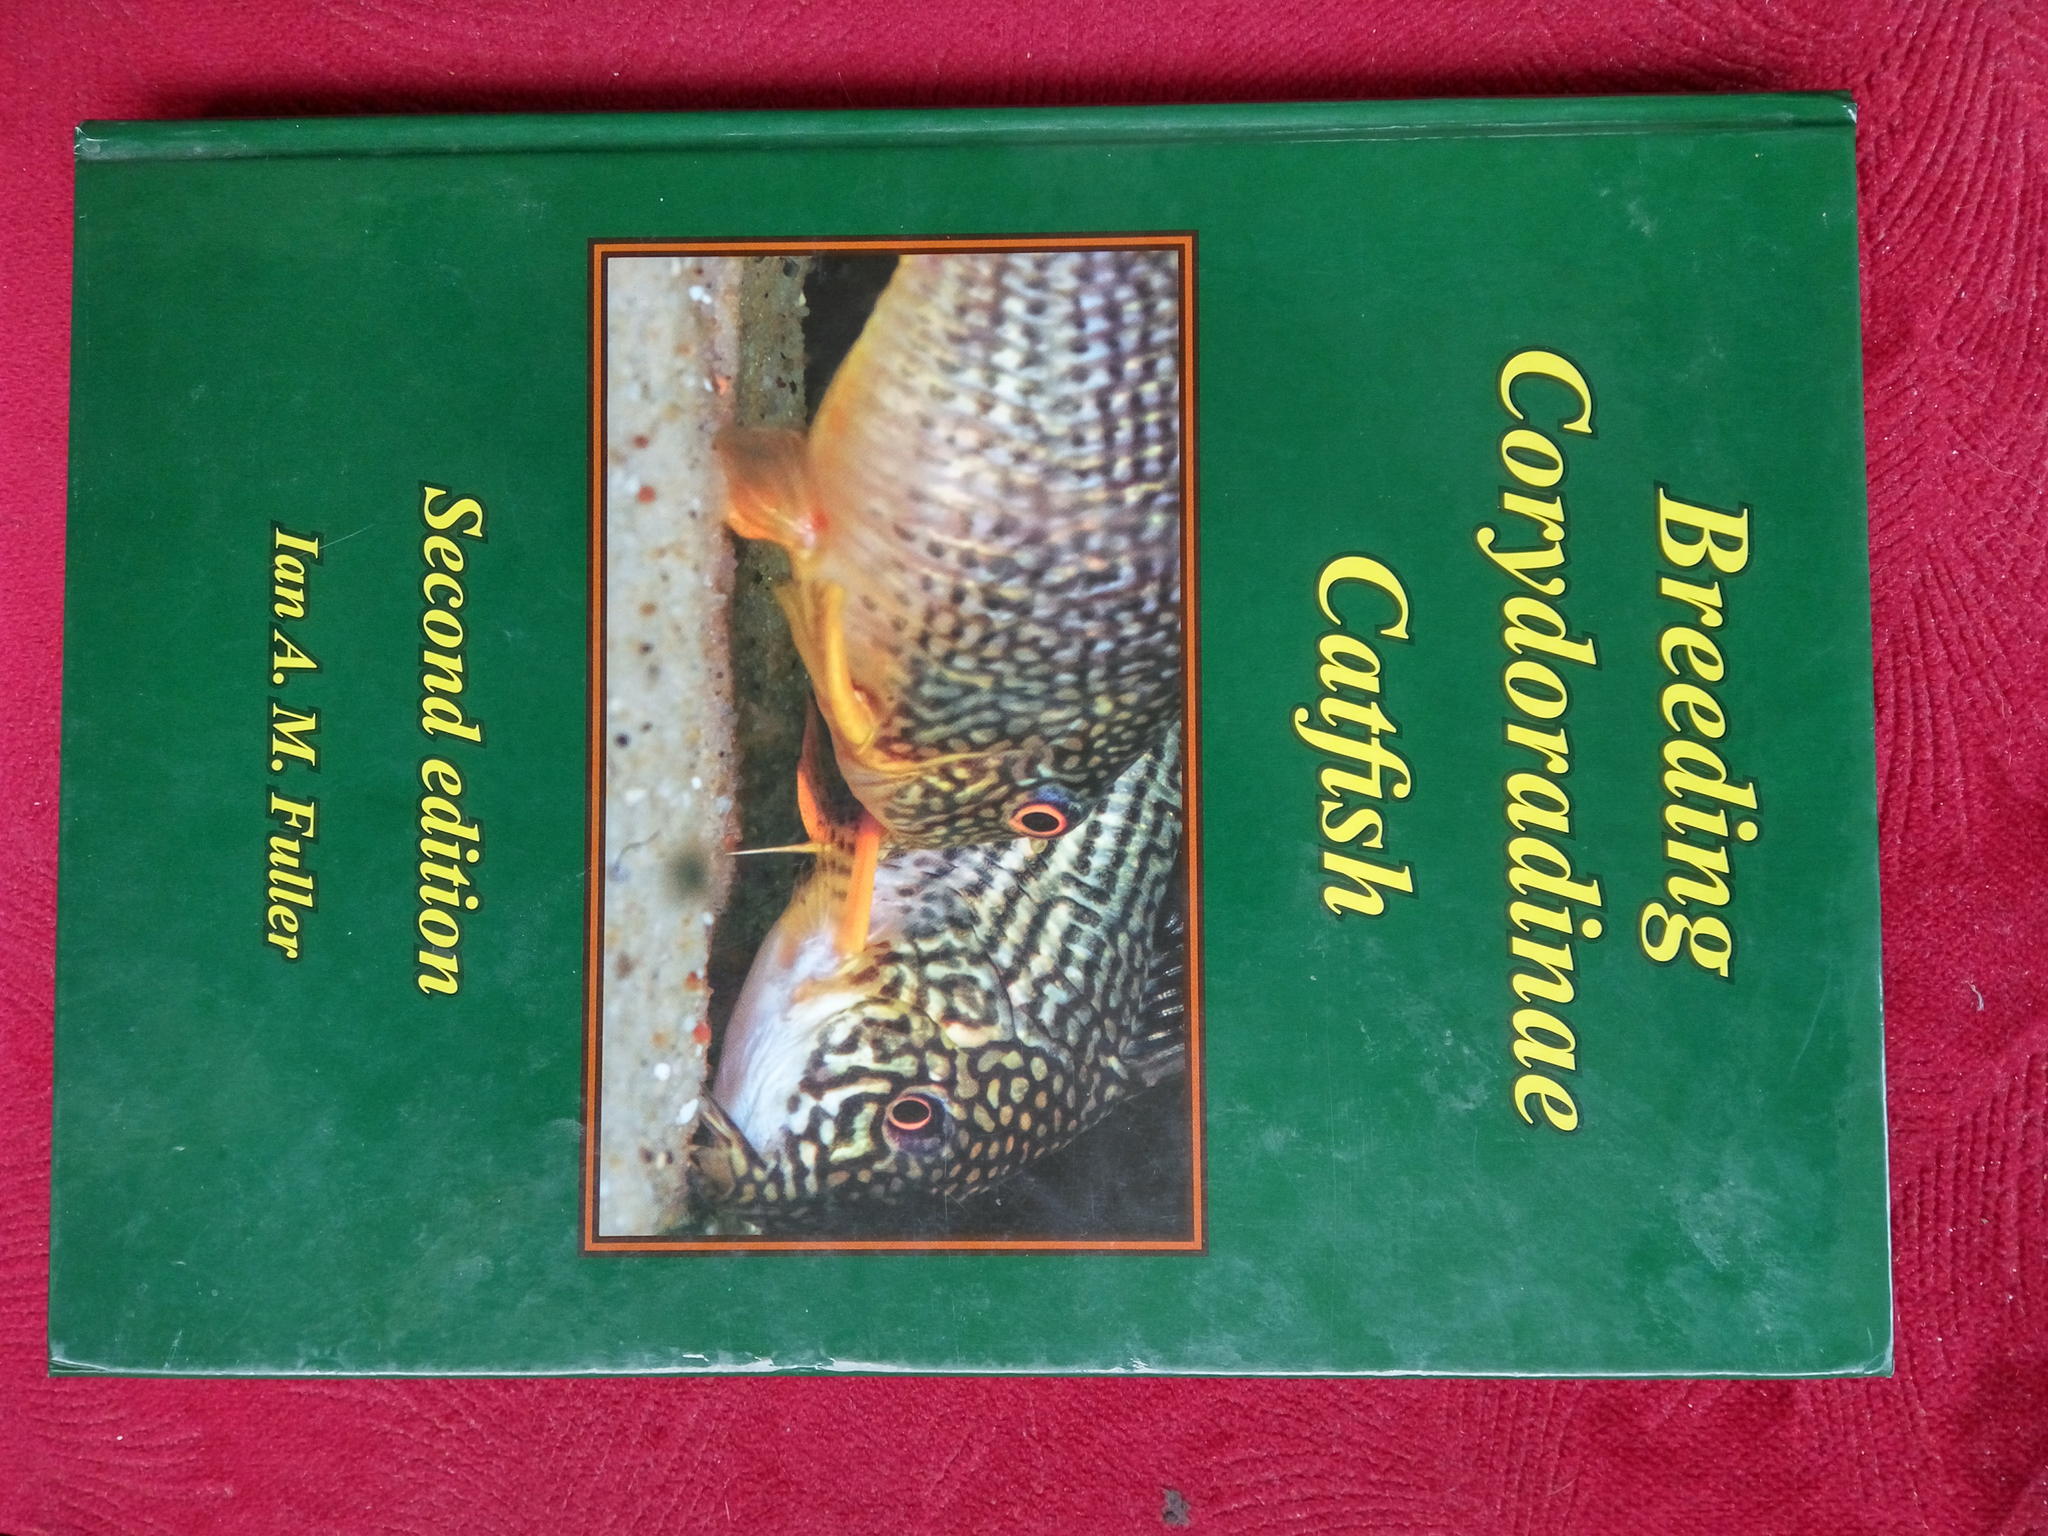 Breeding
Corydoradinae
Catfish
Second edition
Ian A. M. Fuller